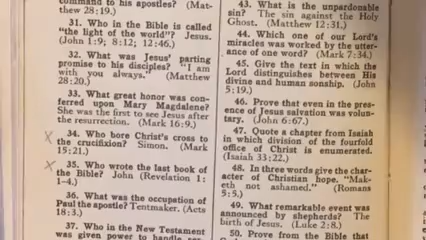 command to his apostles? (Mat-
thew 28:19.)
31. Who in the Bible is called
"the light of the world"? Jesus.
(John 1:9; 8:12; 12:46.)
32. What was Jesus' parting
promise to his disciples? "I am
with you always." (Matthew
28:20.)
33. What great honor was con-
ferred upon Mary Magdalene?
She was the first to see Jesus after
the resurrection. (Mark 16:9.)
34. Who bore Christ's cross to
the crucifixion? Simon. (Mark
15:21.)
35. Who wrote the last book of
the Bible? John (Revelation 1:
1-4.)
36. What was the occupation of
Paul the apostle? Tentmaker. (Acts
18:3.)
37. Who in the New Testament
was given power to handle
43. What is the unpardonable
sin? The sin against the Holy
Ghost. (Matthew 12:31.)
44. Which one of our Lord's
miracles was worked by the utter-
ance of one word? (Mark 7:34.)
45. Give the text in which the
Lord distinguishes between His
divine and human sonship. (John
5:19.)
46. Prove that even in the pres-
ence of Jesus salvation was volun-
tary. (John 6:67.)
47. Quote a chapter from Isaiah
in which division of the fourfold
office of Christ is enumerated.
(Isaiah 33:22.)
48. In three words give the char-
acter of Christian hope. "Mak-
eth not ashamed." (Romans
5:5.)
49. What remarkable event was
announced by shepherds? The
birth of Jesus. (Luke 2:8.)
50. Prove from the Bible that